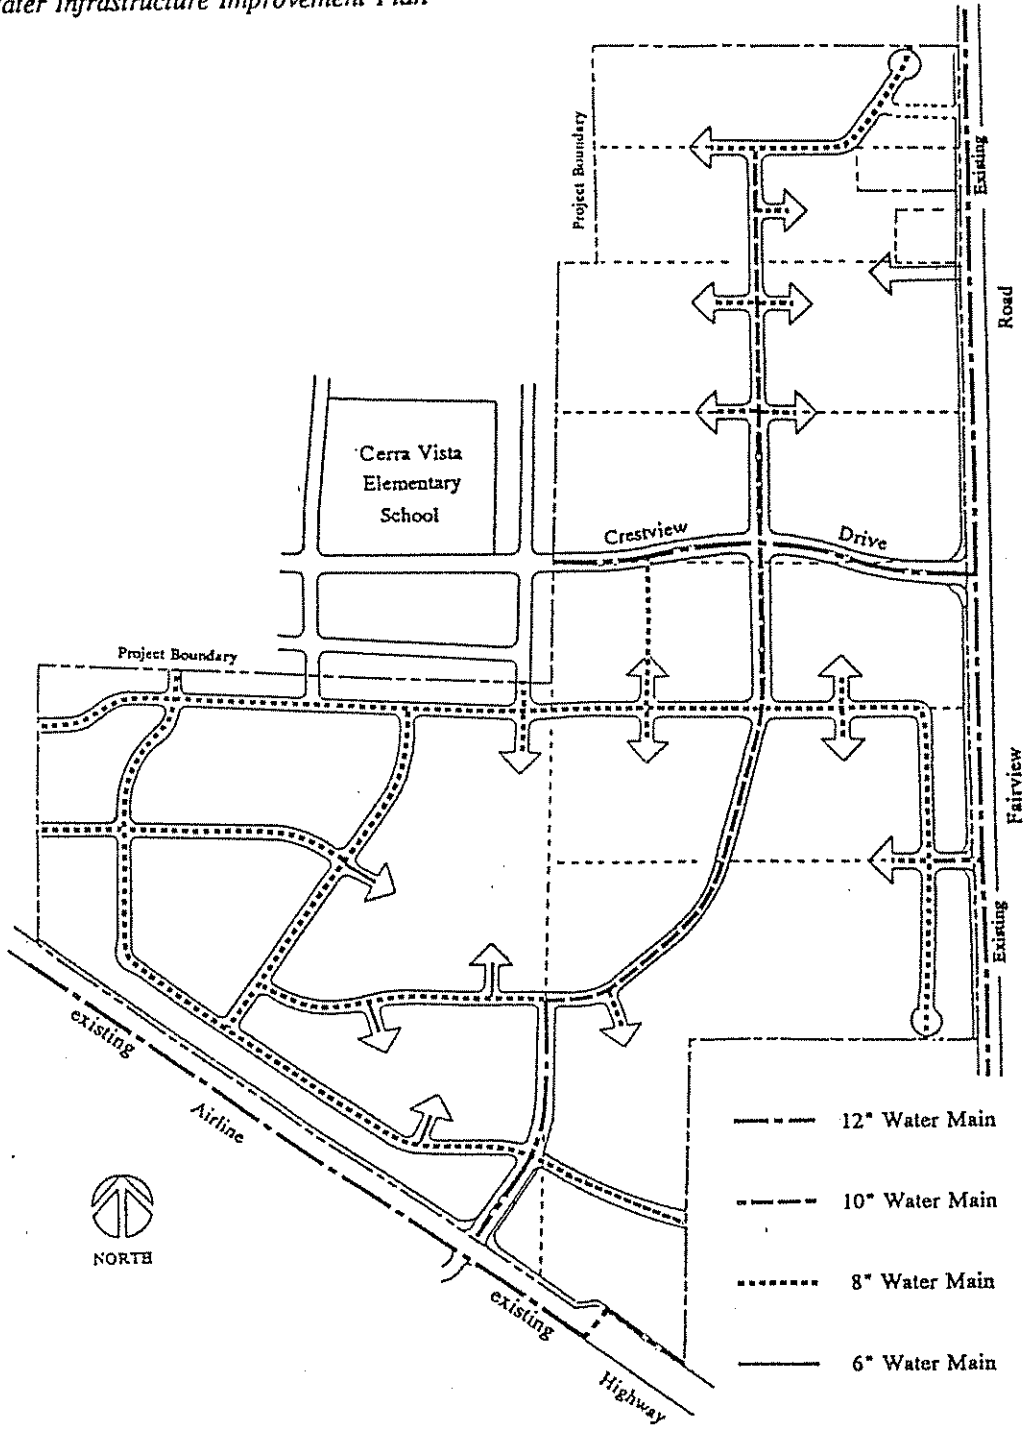 Infrastructure Improvement Plan
Project Boundary
Existing
Road
Cerra Vista
Elementary
School
Crestview
Drive
Project Boundary
Fairview
Existing
existing
Airline
existing
Highway
NORTH
12" Water Main
10" Water Main
8" Water Main
6" Water Main